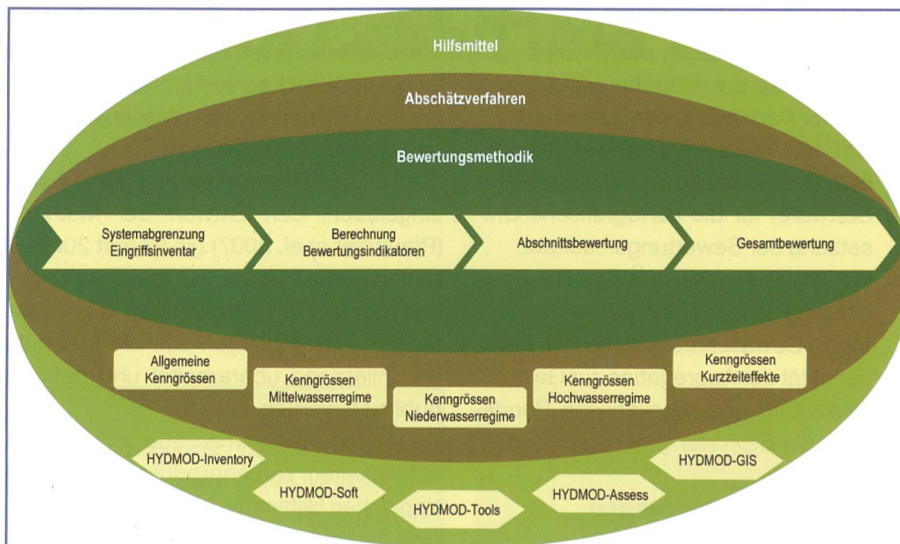 Hilfsmittel
Abschätzverfahren
Bewertungsmethodik
Systemabgrenzung
Eingriffsinventar
Berechnung
Bewertungsindikatoren
Abschnittsbewertung
Gesamtbewertung
Allgemeine
Kenngrössen
Kenngrössen
Mittelwasserregime
Kenngrössen
Niederwasserregime
Kenngrössen
Hochwasserregime
Kenngrössen
Kurzzeiteffekte
HYDMOD-Inventory
HYDMOD-Soft
HYDMOD-Tools
HYDMOD-Assess
HYDMOD-GIS